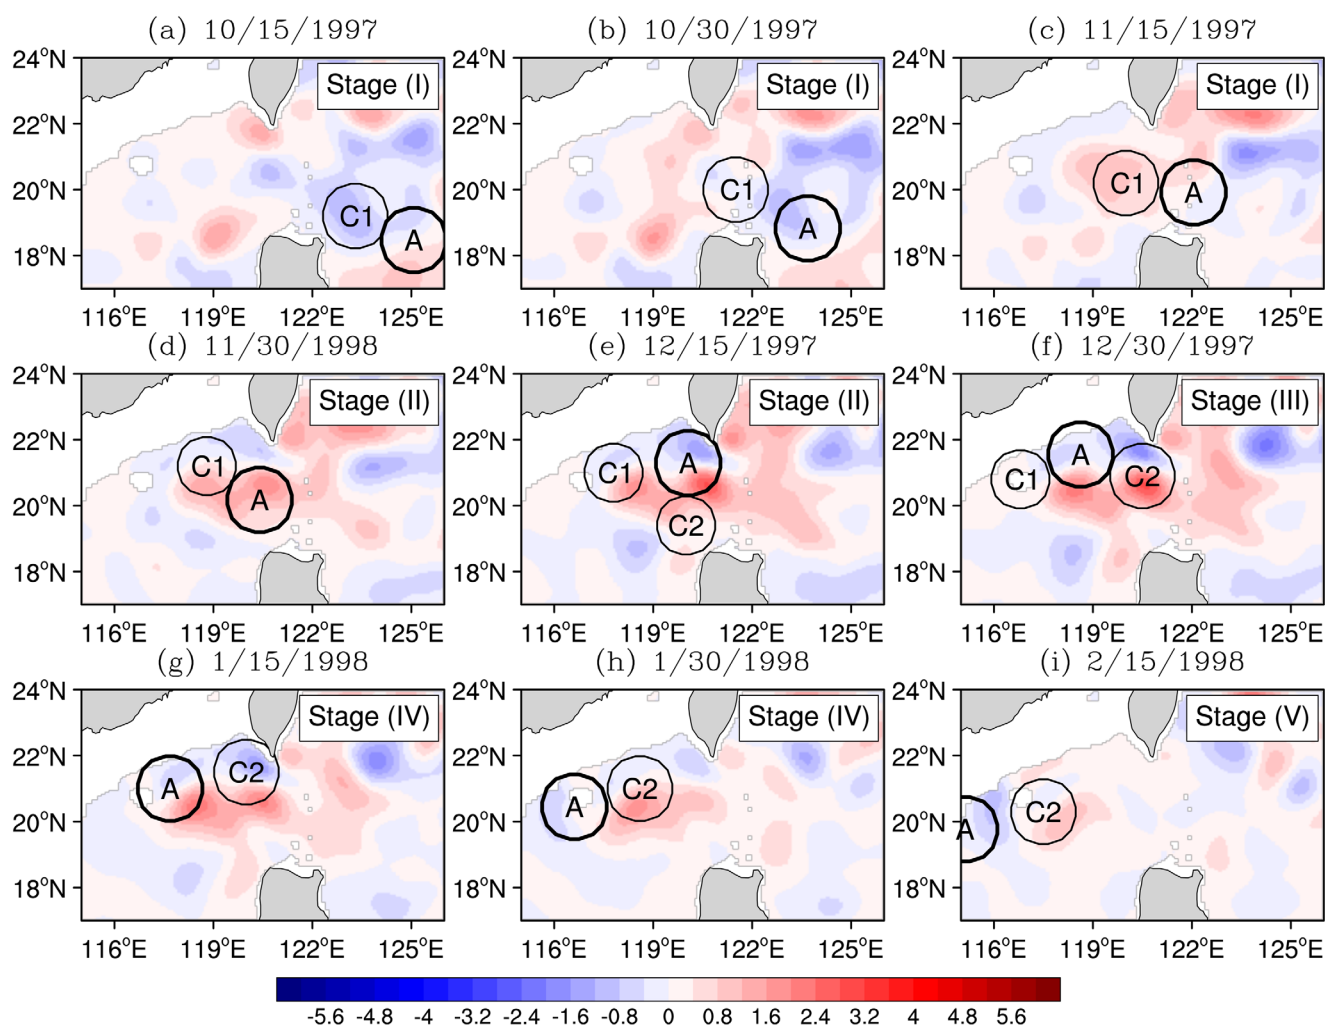 (a) 10/15/1997 (b) 10/30/1997 (c) 11/15/1997
24°N 24°N 24°N
Stage (I) Stage (I) Stage (I)
22°N 22°N 22°N
20°N C1 20°N C1 20°N C1 A
A A
18°N 18°N 18°N
116°E 119°E 122°E 125°E 116°E 119°E 122°E 125°E 116°E 119°E 122°E 125°E
(d) 11/30/1998 (e) 12/15/1997 (f) 12/30/1997
24°N 24°N 24°N
Stage (II) Stage (II) Stage (III)
22°N 22°N 22°N
C1 A C1 A C1 A C2
20°N 20°N C2 20°N
18°N 18°N 18°N
116°E 119°E 122°E 125°E 116°E 119°E 122°E 125°E 116°E 119°E 122°E 125°E
(g) 1/15/1998 (h) 1/30/1998 (i) 2/15/1998
24°N 24°N 24°N
Stage (IV) Stage (IV) Stage (V)
22°N 22°N 22°N
A C2 A C2 A C2
20°N 20°N 20°N
18°N 18°N 18°N
116°E 119°E 122°E 125°E 116°E 119°E 122°E 125°E 116°E 119°E 122°E 125°E
-5.6 -4.8 -4 -3.2 -2.4 -1.6 -0.8 0 0.8 1.6 2.4 3.2 4 4.8 5.6